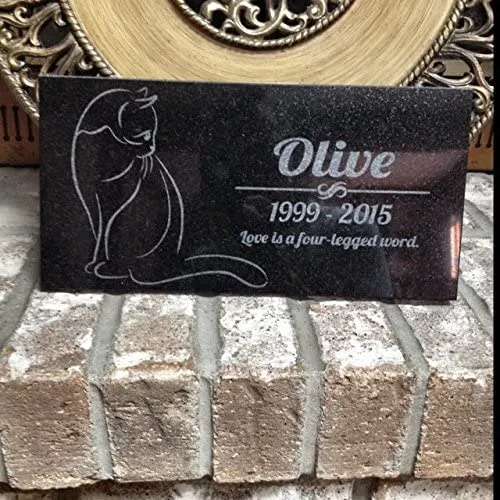 Olive
1999 - 2015
Love is a four-legged word.